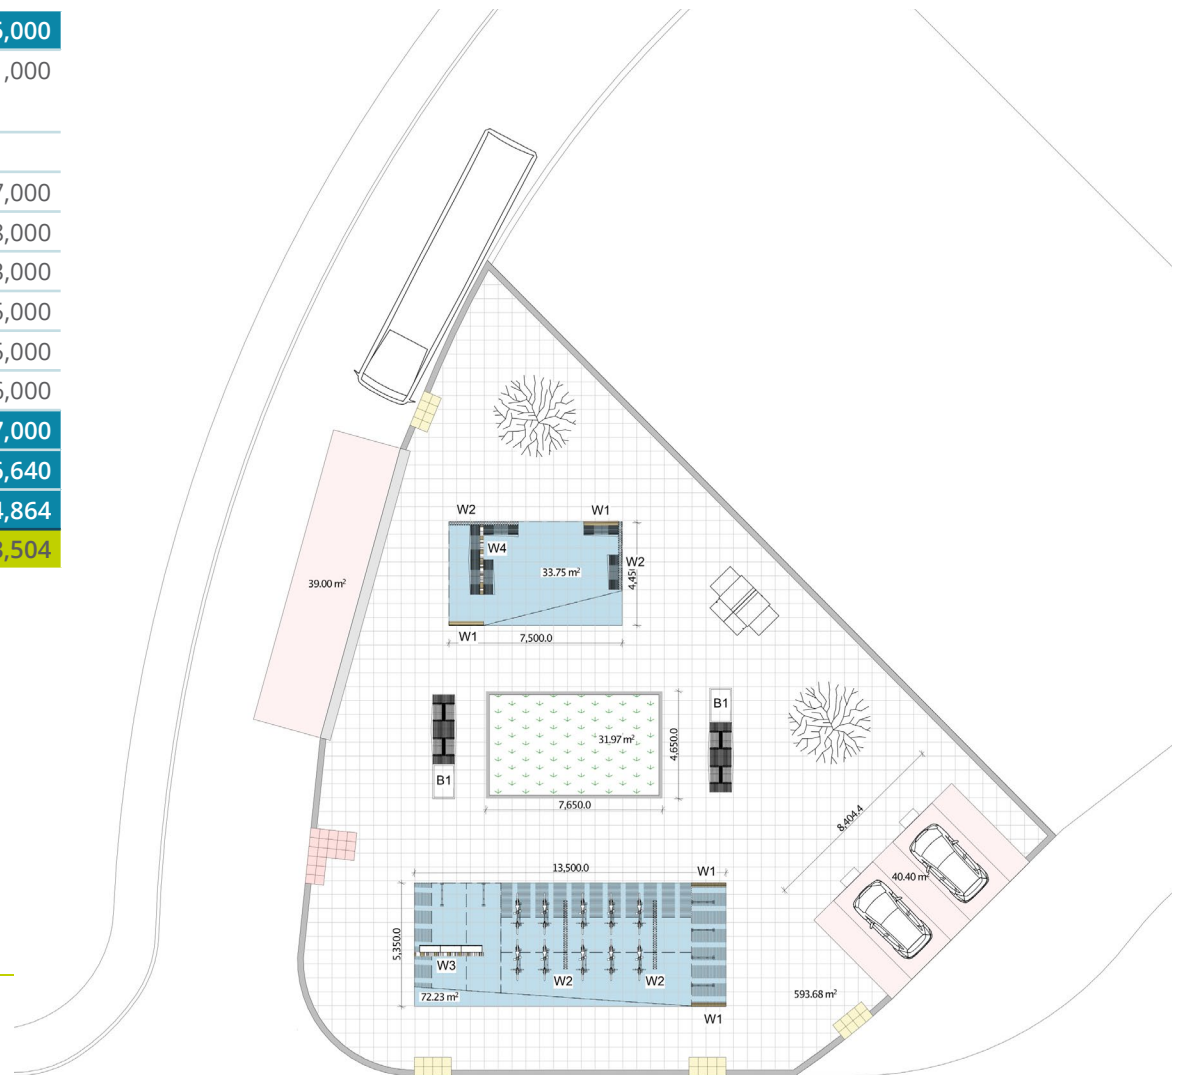 ,000
,000
,000
,000
,000
,000
,000
,000
,000
,640
,864
,504
W2
W1
W4
W2
33.75 m²
4,45
39.00 m²
W1
7,500.0
B1
31.97 m²
4,650.0
B1
7,650.0
8,404.4
13,500.0
W1
40.40 m²
5,350.0
W3
W2
W2
72.23 m²
593.68 m²
W1